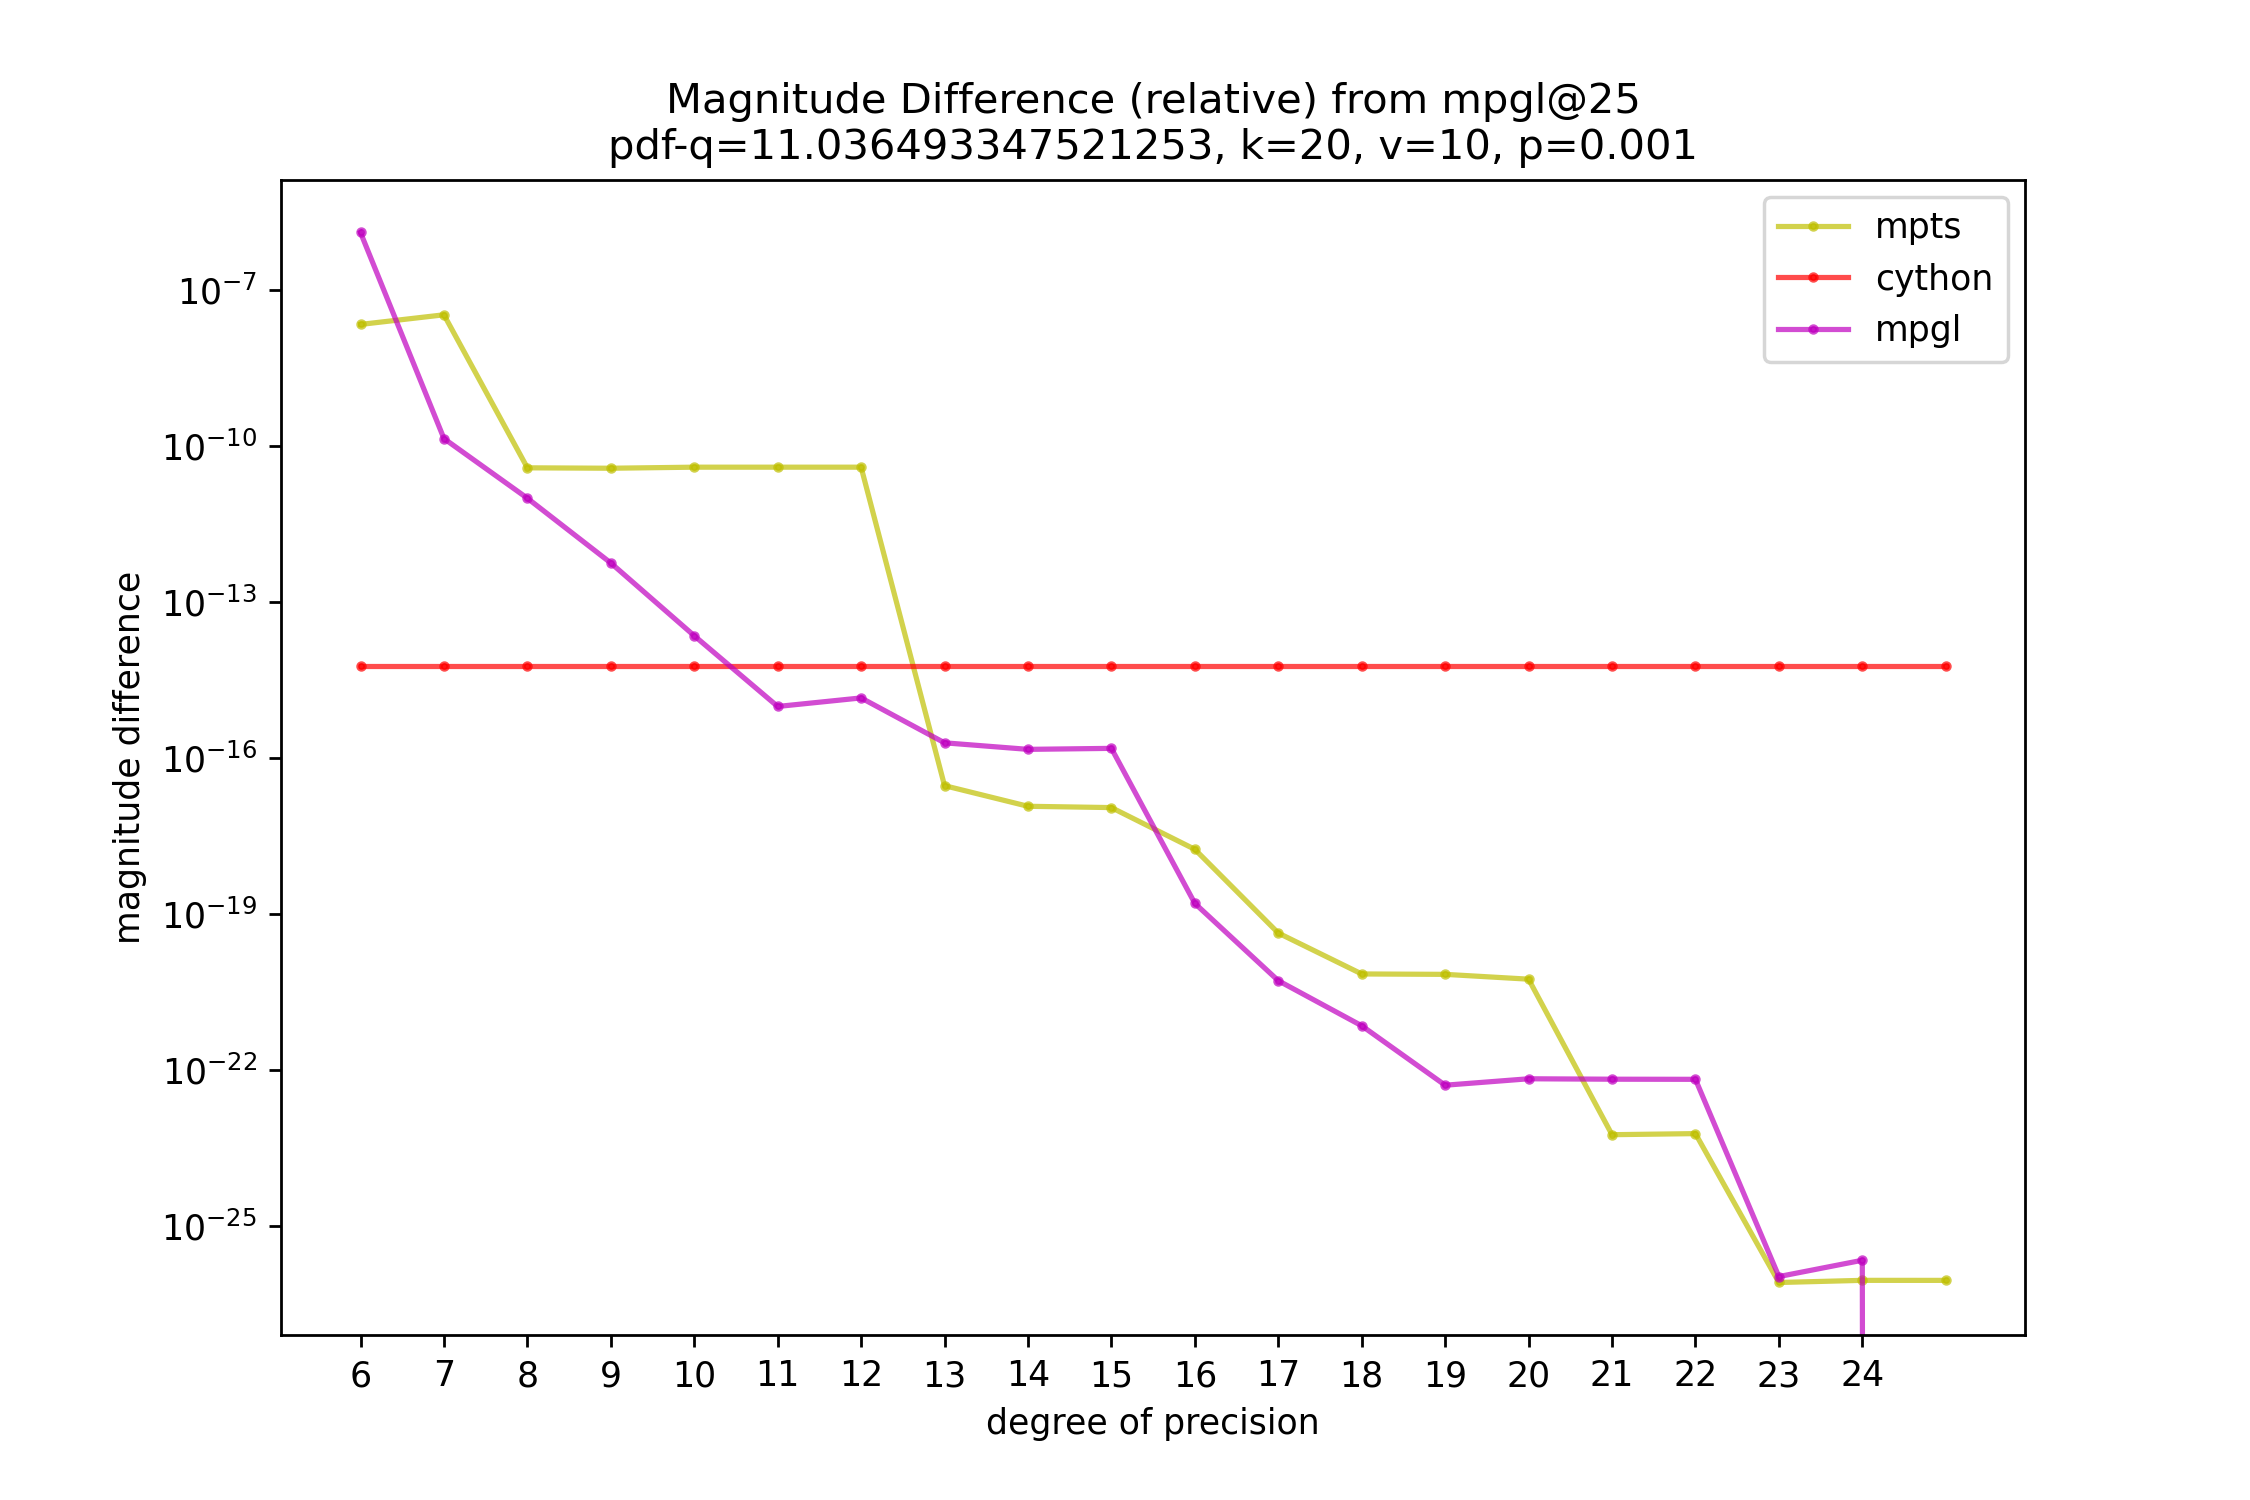 Magnitude Difference (relative) from mpgl@25
pdf-q=11.036493347521253, k=20, v=10, p=0.001
mpts
cython
mpgl
magnitude difference
10⁻⁷
10⁻¹⁰
10⁻¹³
10⁻¹⁶
10⁻¹⁹
10⁻²²
10⁻²⁵
6 7 8 9 10 11 12 13 14 15 16 17 18 19 20 21 22 23 24
degree of precision